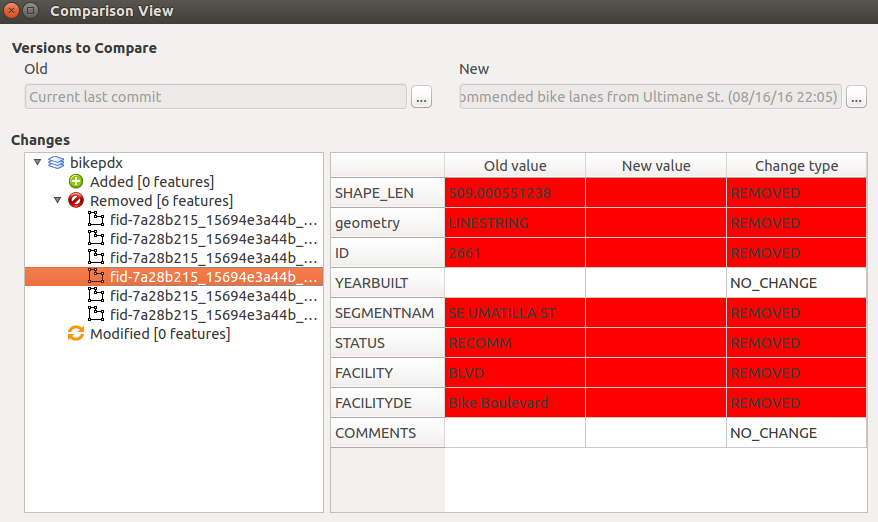 Comparison View
Versions to Compare
Old New
Current last commit ... ommended bike lanes from Ultimane St. (08/16/16 22:05) ...
Changes
bikepdx
Added [0 features]
Removed [6 features]
fid-7a28b215_15694e3a44b_...
fid-7a28b215_15694e3a44b_...
fid-7a28b215_15694e3a44b_...
fid-7a28b215_15694e3a44b_...
fid-7a28b215_15694e3a44b_...
fid-7a28b215_15694e3a44b_...
Modified [0 features]
Old value New value Change type
SHAPE_LEN 509.000551238 REMOVED
geometry LINESTRING REMOVED
ID 2661 REMOVED
YEARBUILT NO_CHANGE
SEGMENTNAM SE UMATILLA ST REMOVED
STATUS RECOMM REMOVED
FACILITY BLVD REMOVED
FACILITYDE Bike Boulevard REMOVED
COMMENTS NO_CHANGE